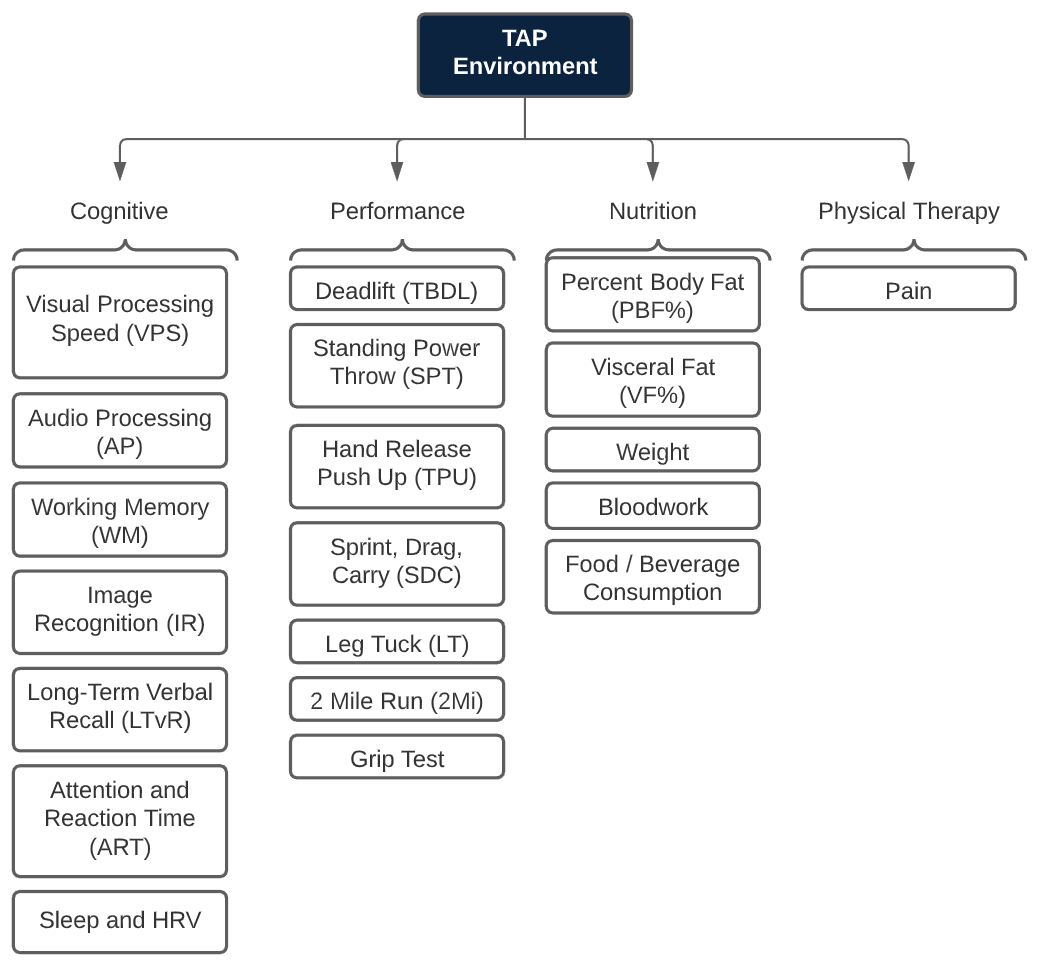 TAP
Environment
Cognitive
Visual Processing
Speed (VPS)
Audio Processing
(AP)
Working Memory
(WM)
Image
Recognition (IR)
Long-Term Verbal
Recall (LTvR)
Attention and
Reaction Time
(ART)
Sleep and HRV
Performance
Deadlift (TBDL)
Standing Power
Throw (SPT)
Hand Release
Push Up (TPU)
Sprint, Drag,
Carry (SDC)
Leg Tuck (LT)
2 Mile Run (2Mi)
Grip Test
Nutrition
Percent Body Fat
(PBF%)
Visceral Fat
(VF%)
Weight
Bloodwork
Food / Beverage
Consumption
Physical Therapy
Pain